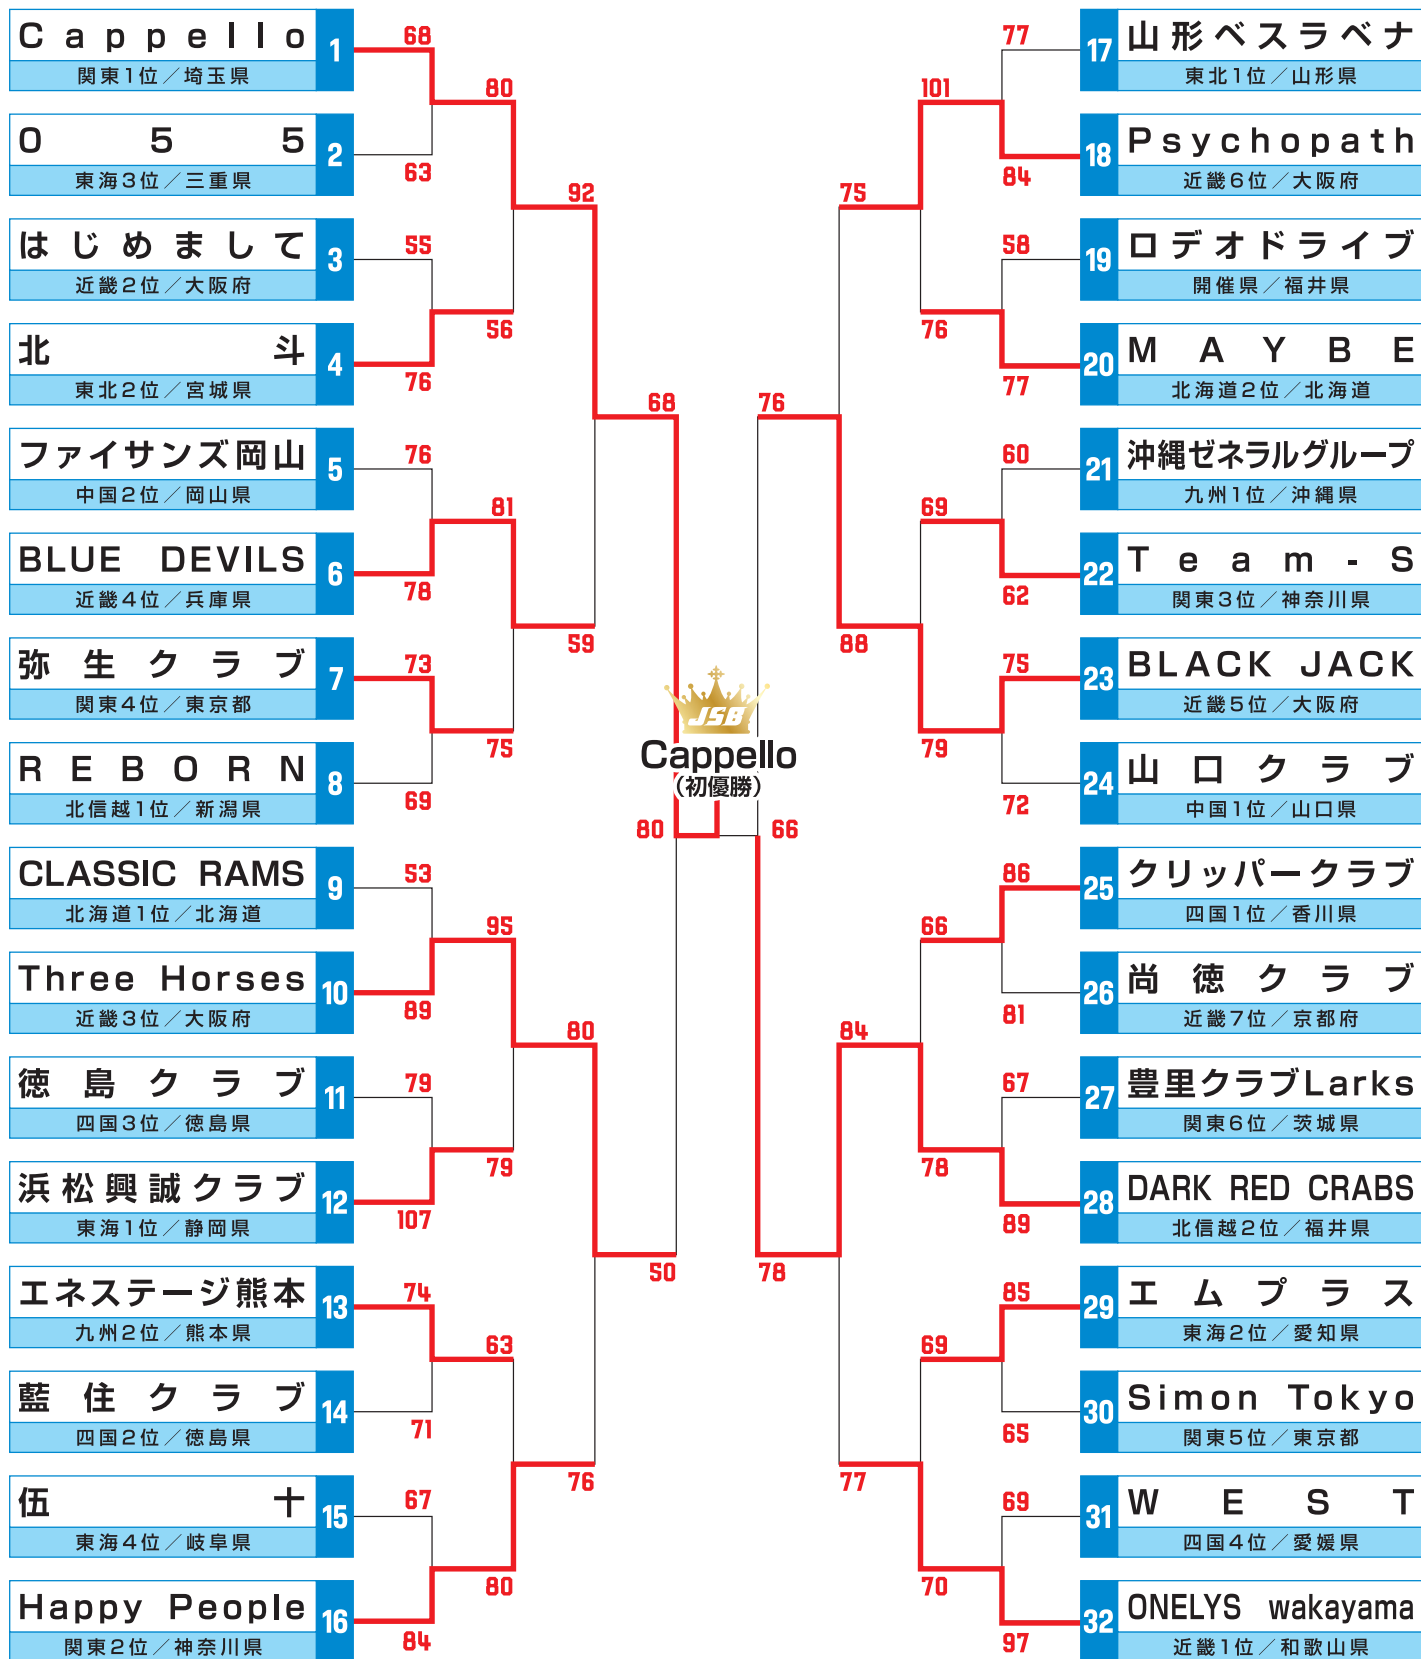 Cappello
1
関東1位／埼玉県
68
055
2
東海3位／三重県
63
80
はじめまして
3
近畿2位／大阪府
55
北斗
4
東北2位／宮城県
76
56
92
ファイサンズ岡山
5
中国2位／岡山県
76
BLUE DEVILS
6
近畿4位／兵庫県
78
81
弥生クラブ
7
関東4位／東京都
73
REBORN
8
北信越1位／新潟県
69
75
59
68
CLASSIC RAMS
9
北海道1位／北海道
53
Three Horses
10
近畿3位／大阪府
89
95
徳島クラブ
11
四国3位／徳島県
79
浜松興誠クラブ
12
東海1位／静岡県
107
79
80
エネステージ熊本
13
九州2位／熊本県
74
藍住クラブ
14
四国2位／徳島県
71
63
伍十
15
東海4位／岐阜県
67
Happy People
16
関東2位／神奈川県
84
80
76
50
JSB
Cappello
（初優勝）
80
66
77
17
山形ベスラベナ
東北1位／山形県
84
18
Psychopath
近畿6位／大阪府
101
58
19
ロデオドライブ
開催県／福井県
77
20
MAYBE
北海道2位／北海道
76
75
60
21
沖縄ゼネラルグループ
九州1位／沖縄県
62
22
Team-S
関東3位／神奈川県
69
75
23
BLACK JACK
近畿5位／大阪府
72
24
山口クラブ
中国1位／山口県
79
88
76
86
25
クリッパークラブ
四国1位／香川県
81
26
尚徳クラブ
近畿7位／京都府
66
67
27
豊里クラブLarks
関東6位／茨城県
89
28
DARK RED CRABS
北信越2位／福井県
78
84
85
29
エムプラス
東海2位／愛知県
65
30
Simon Tokyo
関東5位／東京都
69
69
31
WEST
四国4位／愛媛県
97
32
ONELYS wakayama
近畿1位／和歌山県
70
77
78